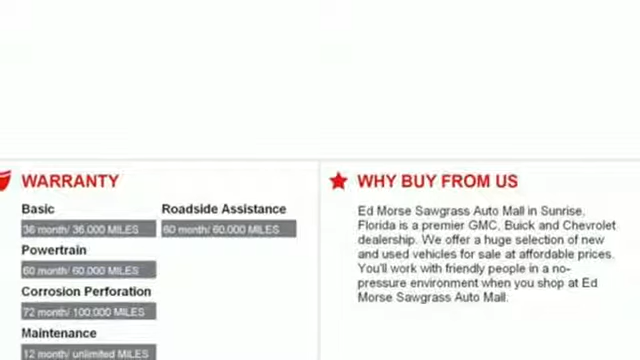 WARRANTY
Basic
36 month/ 36,000 MILES
Roadside Assistance
60 month/ 60,000 MILES
Powertrain
60 month/ 60,000 MILES
Corrosion Perforation
72 month/ 100,000 MILES
Maintenance
12 month/ unlimited MILES
WHY BUY FROM US
Ed Morse Sawgrass Auto Mall in Sunrise,
Florida is a premier GMC, Buick and Chevrolet
dealership. We offer a huge selection of new
and used vehicles for sale at affordable prices.
You'll work with friendly people in a no-
pressure environment when you shop at Ed
Morse Sawgrass Auto Mall.